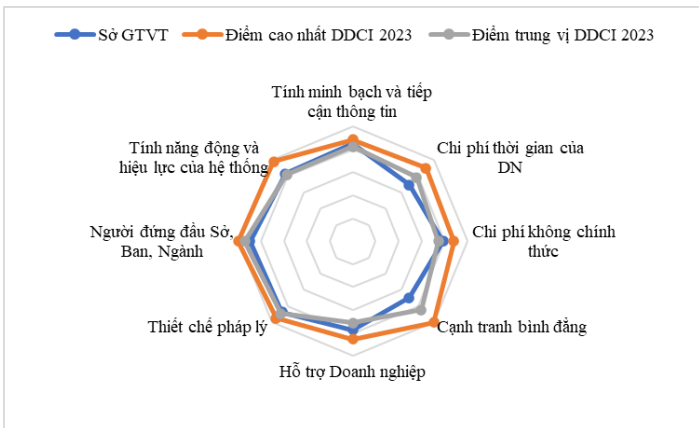 Sở GTVT
Điểm cao nhất DDCI 2023
Điểm trung vị DDCI 2023
Tính minh bạch và tiếp
cận thông tin
Chi phí thời gian của
DN
Chi phí không chính
thức
Cạnh tranh bình đẳng
Hỗ trợ Doanh nghiệp
Thiết chế pháp lý
Người đứng đầu Sở,
Ban, Ngành
Tính năng động và
hiệu lực của hệ thống